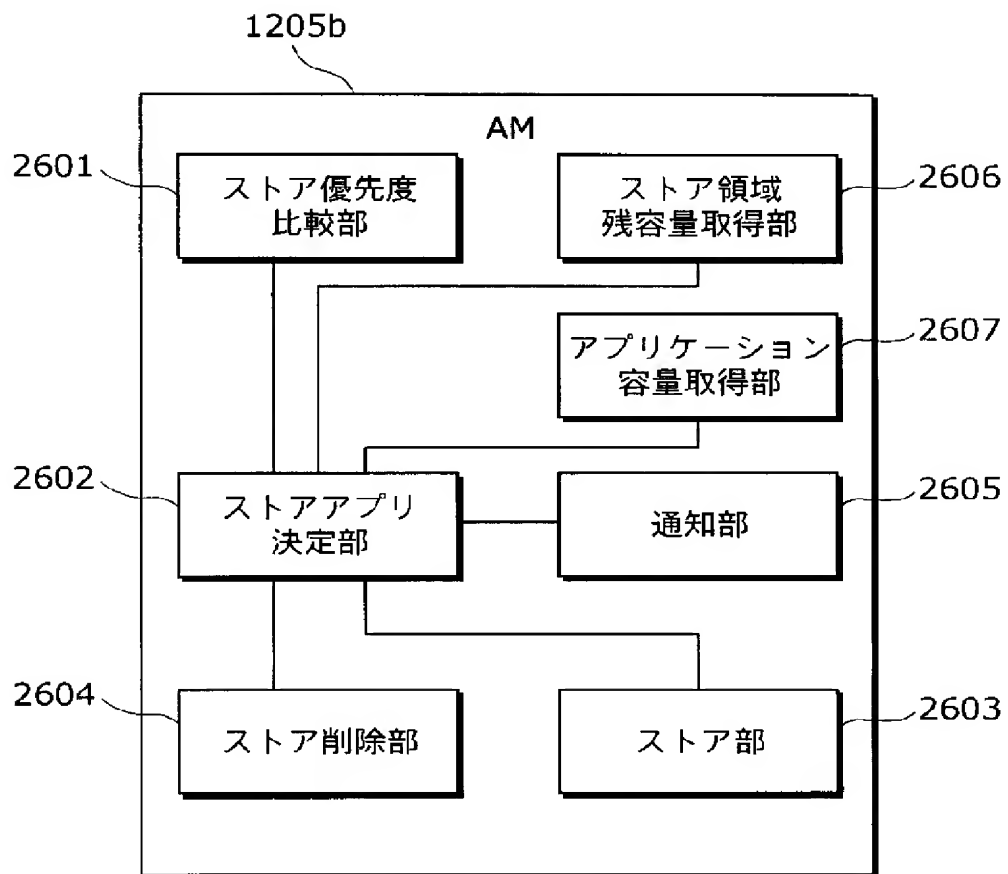 1205b
AM
2601
ストア優先度
比較部
ストア領域
残容量取得部
2606
アプリケーション
容量取得部
2607
2602
ストアアプリ
決定部
通知部
2605
2604
ストア削除部
ストア部
2603